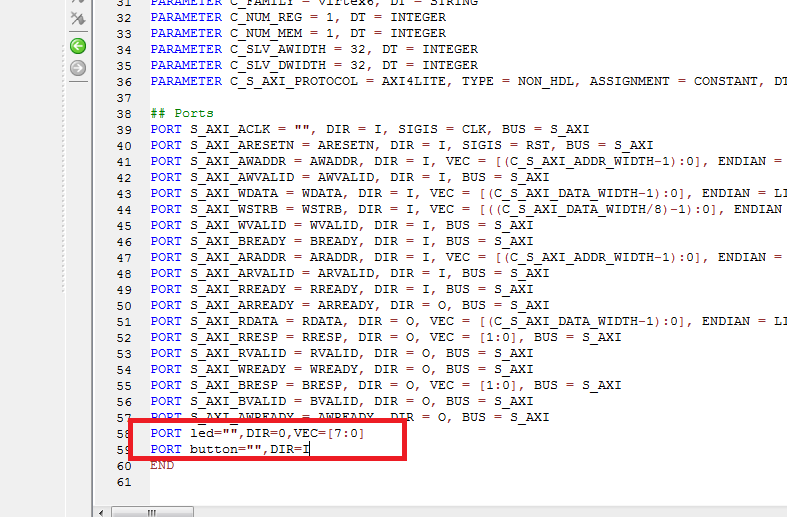 31 PARAMETER C_FAMILY = virtex6, DT = STRING
32 PARAMETER C_NUM_REG = 1, DT = INTEGER
33 PARAMETER C_NUM_MEM = 1, DT = INTEGER
34 PARAMETER C_SLV_AWIDTH = 32, DT = INTEGER
35 PARAMETER C_SLV_DWIDTH = 32, DT = INTEGER
36 PARAMETER C_S_AXI_PROTOCOL = AXI4LITE, TYPE = NON_HDL, ASSIGNMENT = CONSTANT, DT
37
38 ## Ports
39 PORT S_AXI_ACLK = "", DIR = I, SIGIS = CLK, BUS = S_AXI
40 PORT S_AXI_ARESETN = ARESETN, DIR = I, SIGIS = RST, BUS = S_AXI
41 PORT S_AXI_AWADDR = AWADDR, DIR = I, VEC = [(C_S_AXI_ADDR_WIDTH-1):0], ENDIAN =
42 PORT S_AXI_AWVALID = AWVALID, DIR = I, BUS = S_AXI
43 PORT S_AXI_WDATA = WDATA, DIR = I, VEC = [(C_S_AXI_DATA_WIDTH-1):0], ENDIAN = LI
44 PORT S_AXI_WSTRB = WSTRB, DIR = I, VEC = [((C_S_AXI_DATA_WIDTH/8)-1):0], ENDIAN
45 PORT S_AXI_WVALID = WVALID, DIR = I, BUS = S_AXI
46 PORT S_AXI_BREADY = BREADY, DIR = I, BUS = S_AXI
47 PORT S_AXI_ARADDR = ARADDR, DIR = I, VEC = [(C_S_AXI_ADDR_WIDTH-1):0], ENDIAN =
48 PORT S_AXI_ARVALID = ARVALID, DIR = I, BUS = S_AXI
49 PORT S_AXI_RREADY = RREADY, DIR = I, BUS = S_AXI
50 PORT S_AXI_ARREADY = ARREADY, DIR = O, BUS = S_AXI
51 PORT S_AXI_RDATA = RDATA, DIR = O, VEC = [(C_S_AXI_DATA_WIDTH-1):0], ENDIAN = LI
52 PORT S_AXI_RRESP = RRESP, DIR = O, VEC = [1:0], BUS = S_AXI
53 PORT S_AXI_RVALID = RVALID, DIR = O, BUS = S_AXI
54 PORT S_AXI_WREADY = WREADY, DIR = O, BUS = S_AXI
55 PORT S_AXI_BRESP = BRESP, DIR = O, VEC = [1:0], BUS = S_AXI
56 PORT S_AXI_BVALID = BVALID, DIR = O, BUS = S_AXI
57 PORT S_AXI_AWREADY = AWREADY, DIR = O, BUS = S_AXI
58 PORT led="",DIR=0,VEC=[7:0]
59 PORT button="",DIR=I
60 END
61